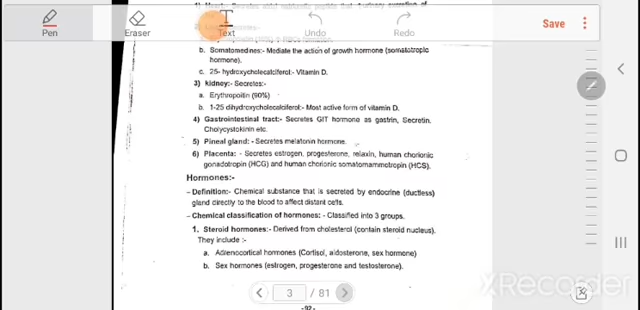 Pen
Eraser
Text
Undo
Redo
Save
b. Somatomedines:- Mediate the action of growth hormone (somatotropic
hormone).
c. 25- hydroxycholecalciferol:- Vitamin D.
3) kidney:- Secretes:-
a. Erythropoitin (90%)
b. 1-25 dihydroxycholecalciferol:- Most active form of vitamin D.
4) Gastrointestinal tract:- Secretes GIT hormone as gastrin, Secretin,
Cholycystokinin etc.
5) Pineal gland:- Secretes melatonin hormone.
6) Placenta:- Secretes estrogen, progesterone, relaxin, human chorionic
gonadotropin (HCG) and human chorionic somatomammetropin (HCS).
Hormones:-
– Definition:- Chemical substance that is secreted by endocrine (ductless)
gland directly to the blood to affect distant cells.
– Chemical classification of hormones: - Classified into 3 groups.
1. Steroid hormones:- Derived from cholesterol (contain steroid nucleus).
They include :-
a. Adrenocortical hormones (Cortisol, aldosterone, sex hormone)
b. Sex hormones (estrogen, progesterone and testosterone).
3 / 81
-92-
XRecorder